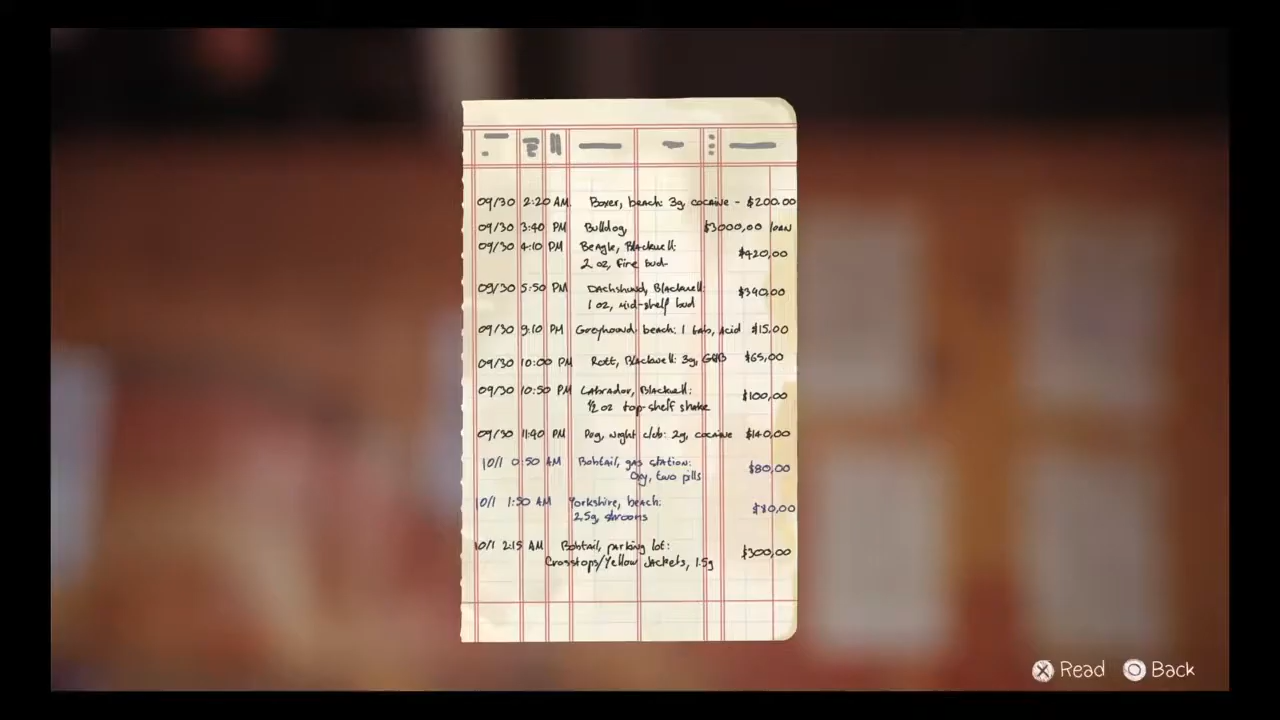 09/30 2:20 AM. Boxer, beach: 3g, cocaine - $200.00
09/30 3:40 PM Bulldog, $3000,00 loan
09/30 4:10 PM Beagle, Blackwell: $420,00
2 oz, fire bud-
09/30 5:50 PM Dachshund, Blackwell: $340,00
1 oz, mid-shelf bud
09/30 9:10 PM Greyhound, beach: 1 tab, acid $15.00
09/30 10:00 PM Rott, Blackwell: 3g, GHB $65,00
09/30 10:50 PM Labrador, Blackwell: $100,00
1/2 oz top-shelf shake
09/30 11:40 PM Pug, night club: 2g, cocaine $140,00
10/1 0:50 AM Bobtail, gas station: $80,00
Oxy, two pills
10/1 1:50 AM Yorkshire, beach:
2.5g, shrooms
10/1 2:15 AM Bobtail, parking lot: $300,00
Crosstops/Yellow Jackets, 1.5g
Read Back